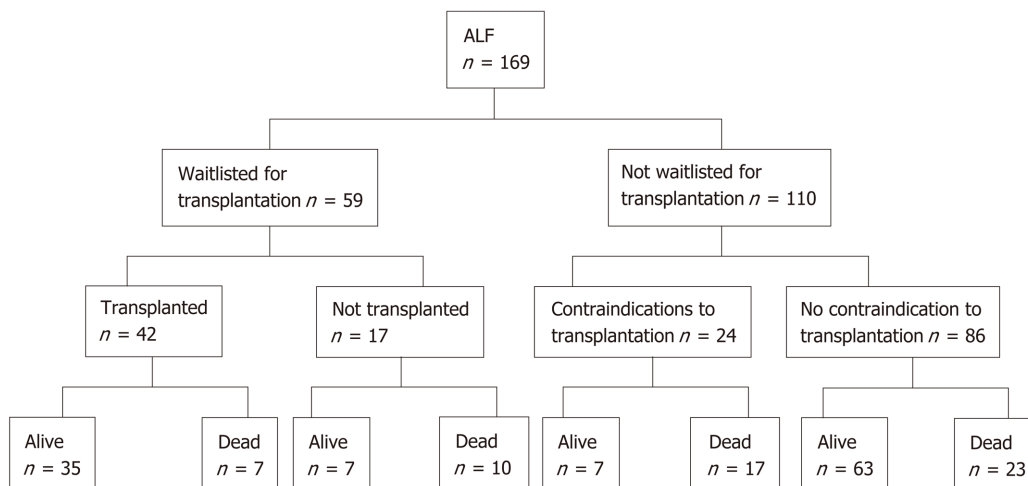 ALF
n = 169
Waitlisted for
transplantation n = 59
Not waitlisted for
transplantation n = 110
Transplanted
n = 42
Not transplanted
n = 17
Contraindications to
transplantation n = 24
No contraindication to
transplantation n = 86
Alive
n = 35
Dead
n = 7
Alive
n = 7
Dead
n = 10
Alive
n = 7
Dead
n = 17
Alive
n = 63
Dead
n = 23